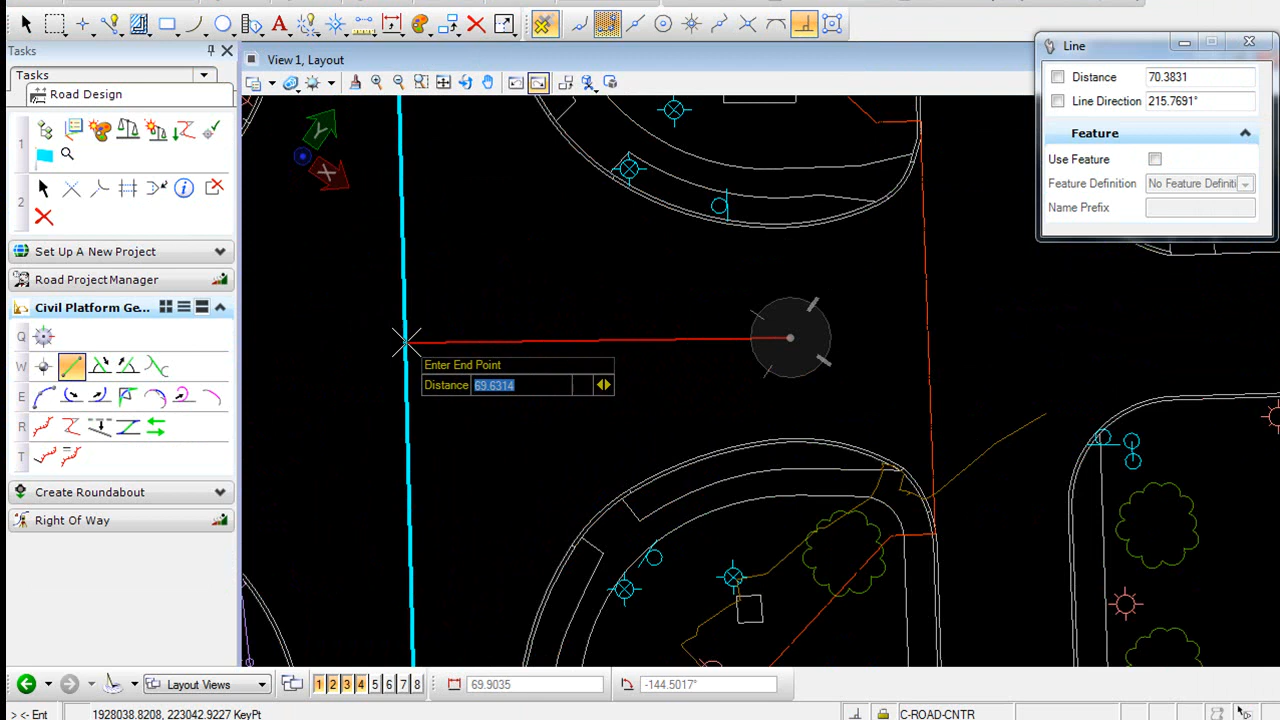 Tasks
View 1, Layout
Line
Tasks
Road Design
Distance 70.3831
Line Direction 215.7691°
Feature
Use Feature
Feature Definition No Feature Definiti
Name Prefix
Y
X
1
2
Set Up A New Project
Road Project Manager
Civil Platform Ge...
Q
W
E
R
T
Create Roundabout
Right Of Way
Enter End Point
Distance 69.6314
Layout Views 1 2 3 4 5 6 7 8 69.9035 -144.5017°
> <- Ent 1928038.8208, 223042.9227 KeyPt C-ROAD-CNTR